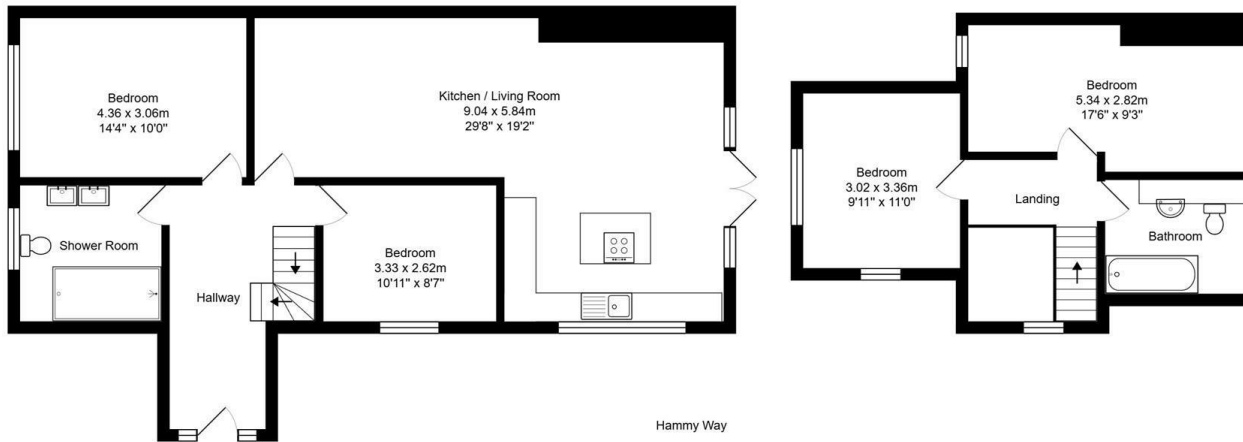 Bedroom
4.36 x 3.06m
14'4" x 10'0"
Kitchen / Living Room
9.04 x 5.84m
29'8" x 19'2"
Shower Room
Hallway
Bedroom
3.33 x 2.62m
10'11" x 8'7"
Hammy Way
Bedroom
5.34 x 2.82m
17'6" x 9'3"
Bedroom
3.02 x 3.36m
9'11" x 11'0"
Landing
Bathroom